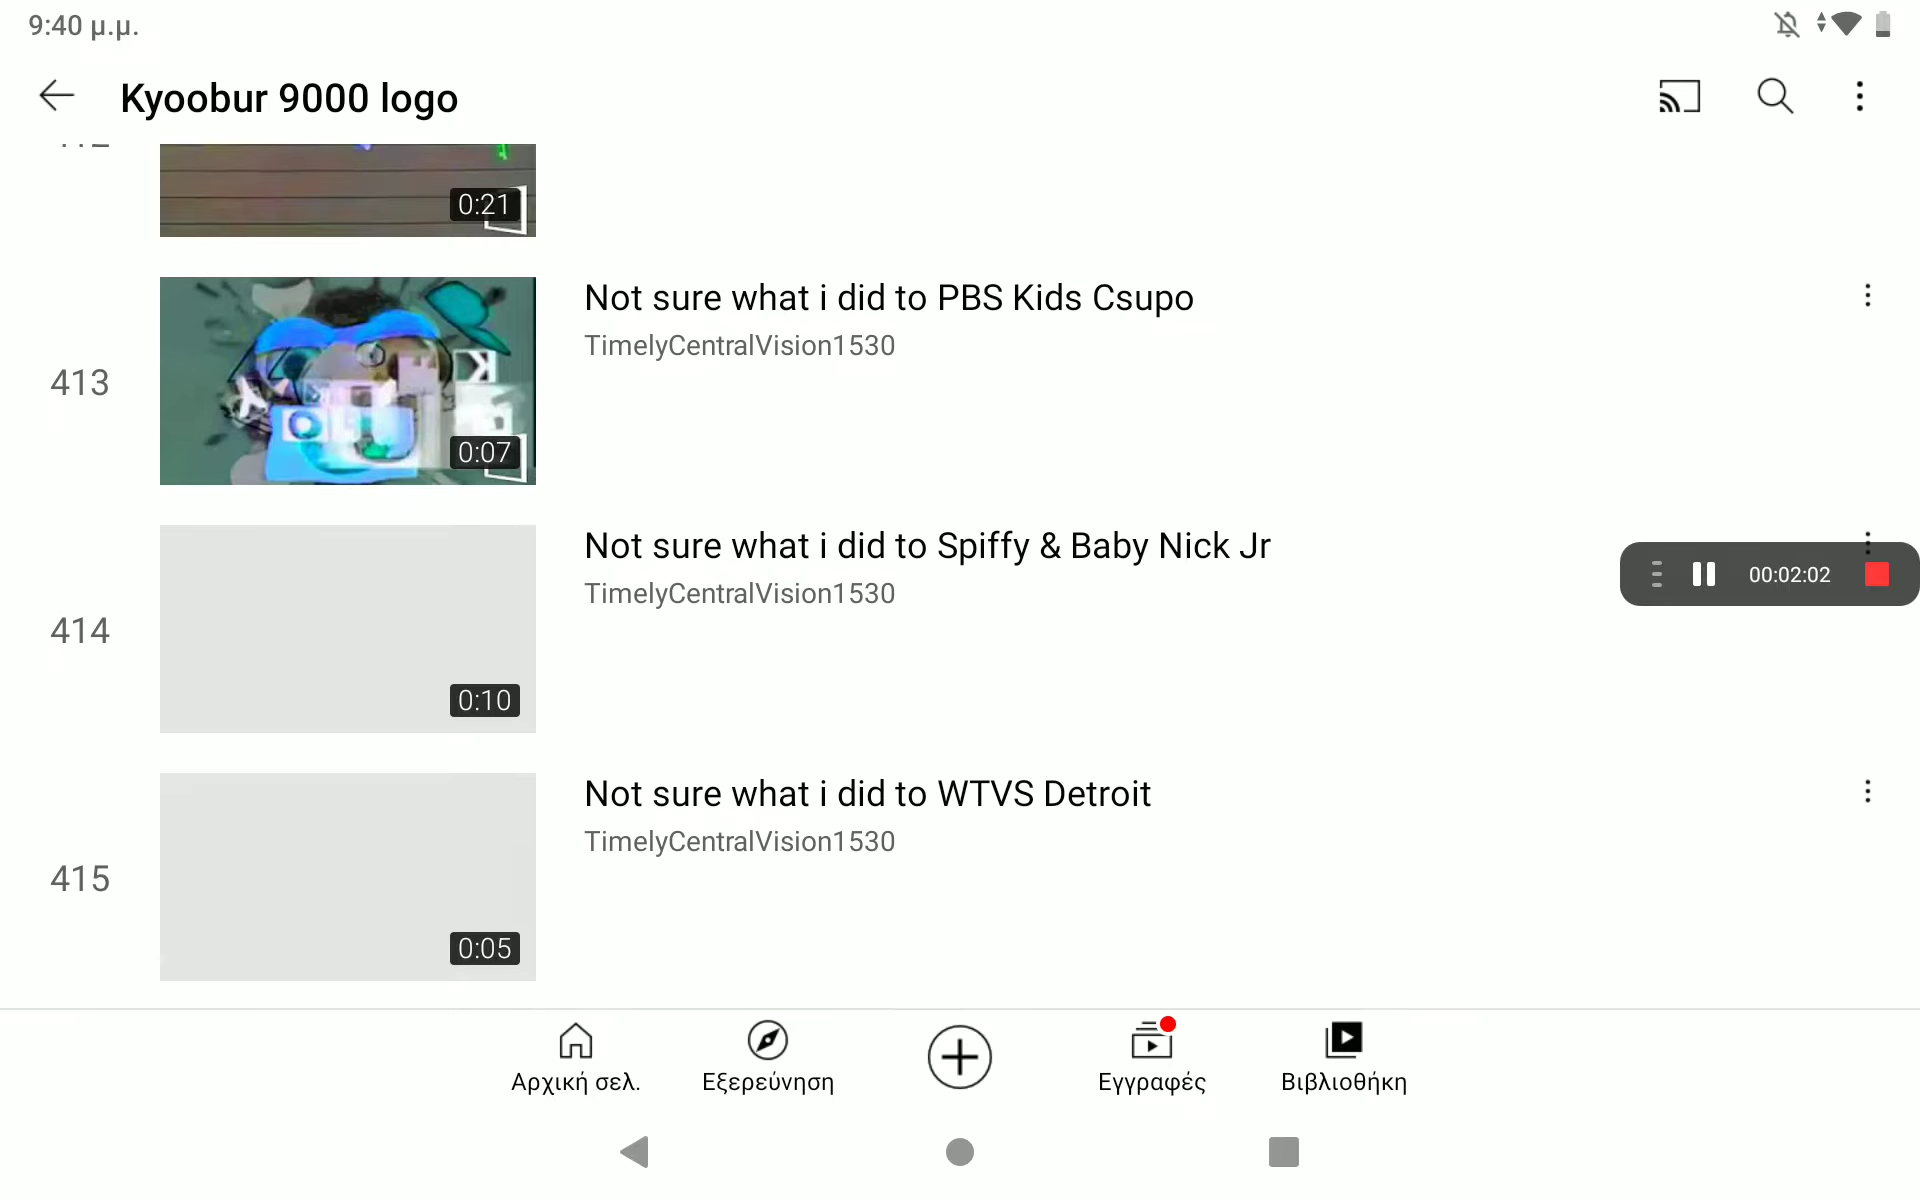 9:40 μ.μ.
Kyoobur 9000 logo
0:21
Not sure what i did to PBS Kids Csupo
TimelyCentralVision1530
413
0:07
Not sure what i did to Spiffy & Baby Nick Jr
TimelyCentralVision1530
00:02:02
414
0:10
Not sure what i did to WTVS Detroit
TimelyCentralVision1530
415
0:05
Αρχική σελ.
Εξερεύνηση
Εγγραφές
Βιβλιοθήκη